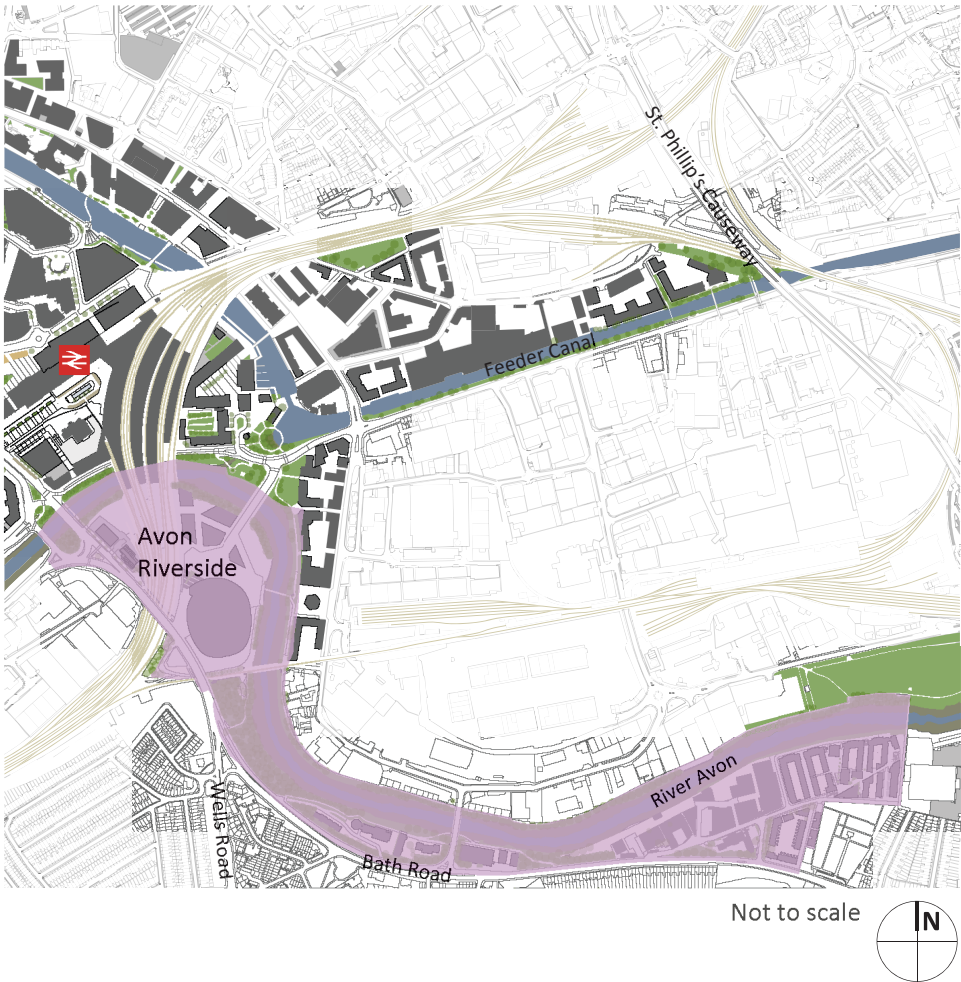 St. Phillip's Causeway
Feeder Canal
Avon
Riverside
River Avon
Wells Road
Bath Road
Not to scale
N